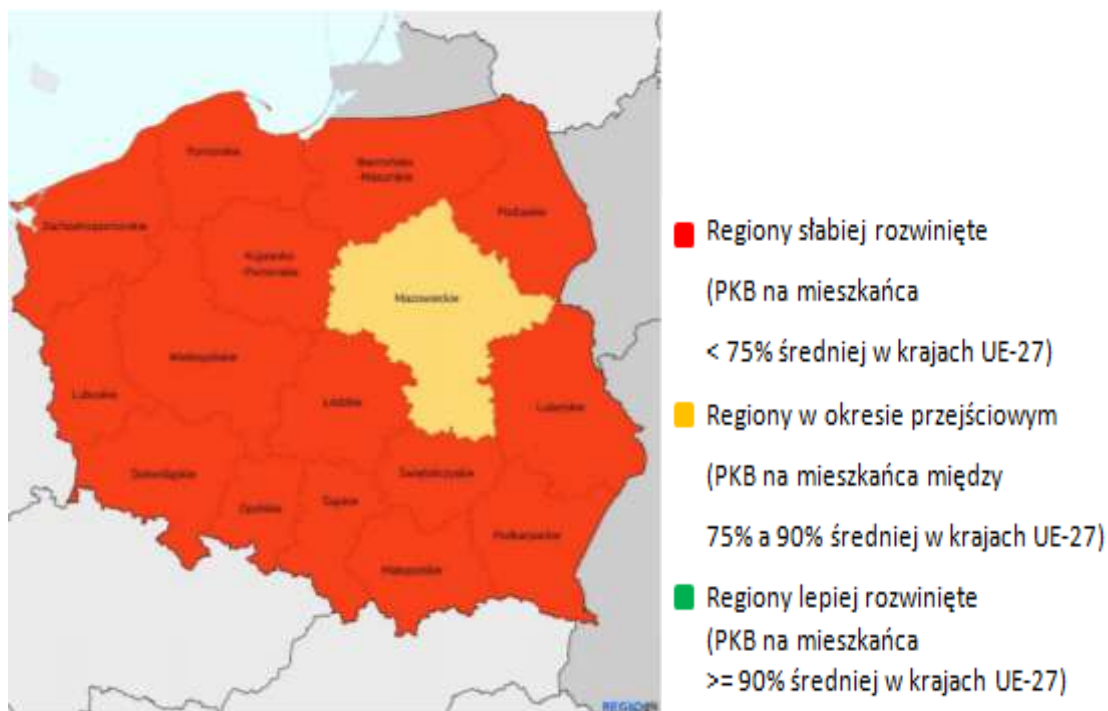 Pomorskie
Warmińsko
-Mazurskie
Zachodniopomorskie
Podlaskie
Kujawsko
-Pomorskie
Mazowieckie
Wielkopolskie
Lubuskie
Łódzkie
Lubelskie
Dolnośląskie
Świętokrzyskie
Opolskie
Śląskie
Podkarpackie
Małopolskie
Regiony słabiej rozwinięte
(PKB na mieszkańca
< 75% średniej w krajach UE-27)
Regiony w okresie przejściowym
(PKB na mieszkańca między
75% a 90% średniej w krajach UE-27)
Regiony lepiej rozwinięte
(PKB na mieszkańca
>= 90% średniej w krajach UE-27)